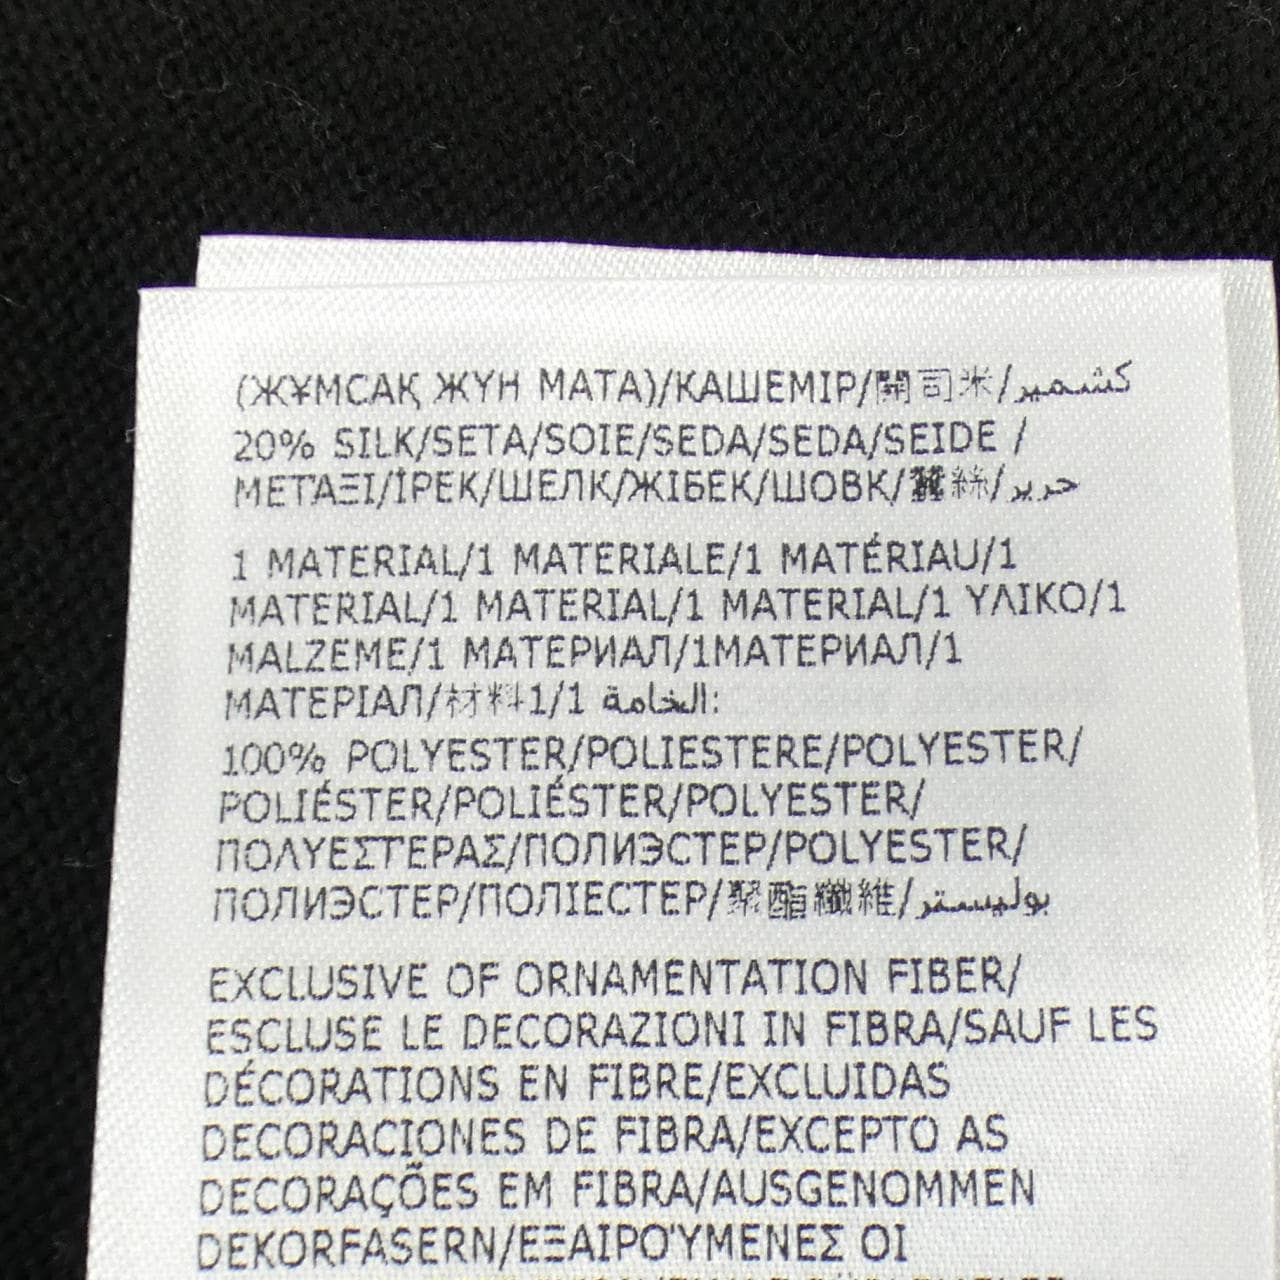 (ЖҰМСАҚ ЖҮН МАТА)/КАШЕМІР/開司米/كشمير
20% SILK/SETA/SOIE/SEDA/SEDA/SEIDE /
ΜΕΤΆΞΙ/İPEK/ШЕЛК/ЖІБЕК/ШОВК/蠶絲/حرير
1 MATERIAL/1 MATERIALE/1 MATÉRIAU/1
MATERIAL/1 MATERIAL/1 MATERIAL/1 ΥΛΙΚΟ/1
MALZEME/1 МАТЕРИАЛ/1МАТЕРИАЛ/1
МАТЕРІАЛ/材料1/1 الخامة:
100% POLYESTER/POLIESTERE/POLYESTER/
POLIÉSTER/POLIÉSTER/POLYESTER/
ΠΟΛΥΕΣΤΕΡΑΣ/ПОЛИЭСТЕР/POLYESTER/
ПОЛИЭСТЕР/ПОЛІЕСТЕР/聚酯纖維/بوليستر
EXCLUSIVE OF ORNAMENTATION FIBER/
ESCLUSE LE DECORAZIONI IN FIBRA/SAUF LES
DÉCORATIONS EN FIBRE/EXCLUIDAS
DECORACIONES DE FIBRA/EXCEPTO AS
DECORAÇÕES EM FIBRA/AUSGENOMMEN
DEKORFASERN/ΕΞΑΙΡΟΎΜΕΝΕΣ ΟΙ